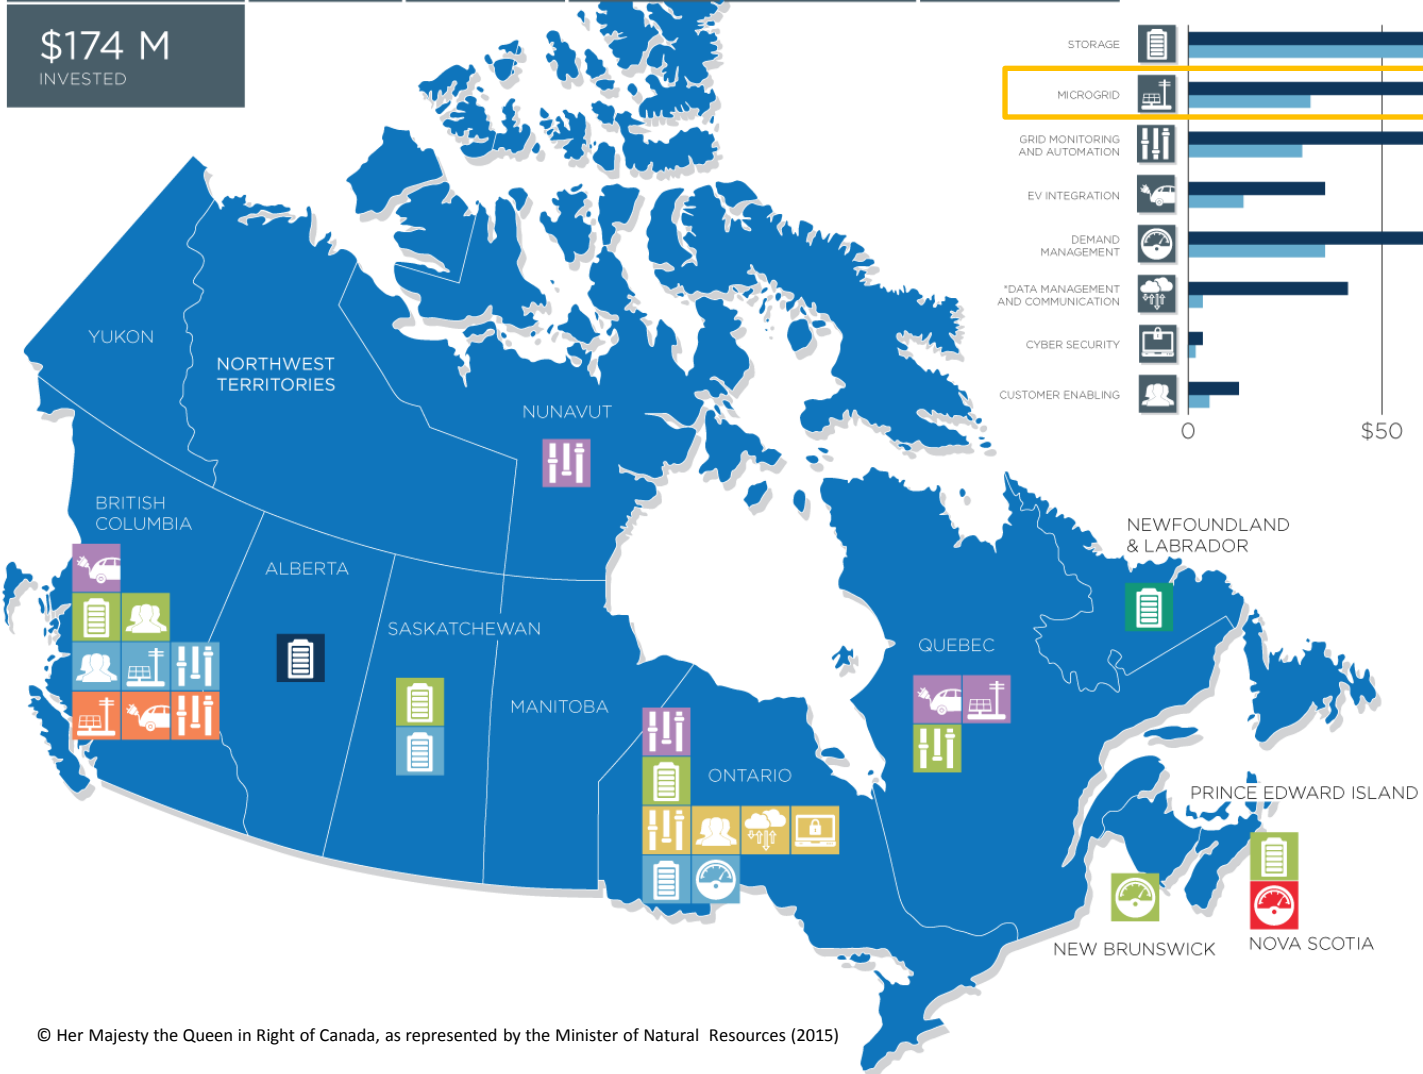 $174 M
INVESTED
STORAGE
MICROGRID
GRID MONITORING
AND AUTOMATION
EV INTEGRATION
DEMAND
MANAGEMENT
*DATA MANAGEMENT
AND COMMUNICATION
CYBER SECURITY
CUSTOMER ENABLING
0
$50
YUKON
NORTHWEST
TERRITORIES
NUNAVUT
BRITISH
COLUMBIA
ALBERTA
SASKATCHEWAN
MANITOBA
ONTARIO
QUEBEC
NEWFOUNDLAND
& LABRADOR
PRINCE EDWARD ISLAND
NEW BRUNSWICK
NOVA SCOTIA
© Her Majesty the Queen in Right of Canada, as represented by the Minister of Natural Resources (2015)